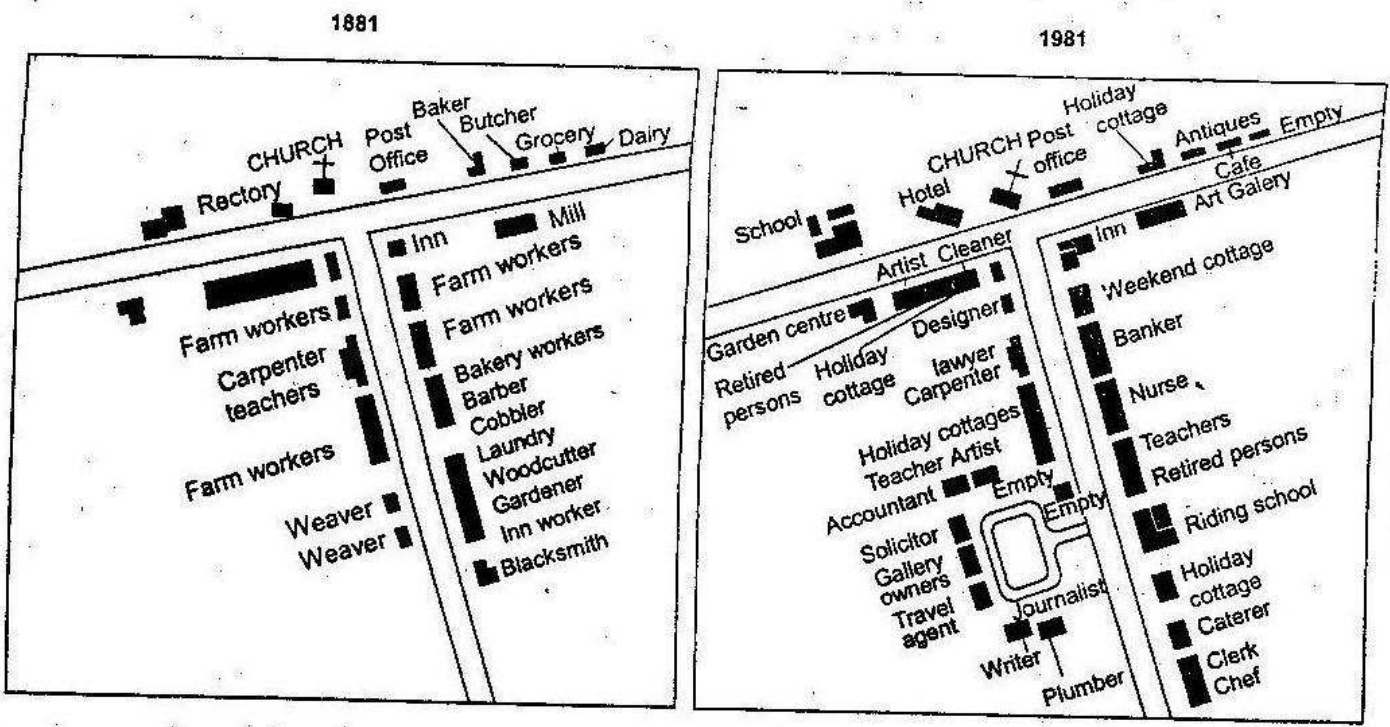 1881
Baker
Butcher
Post
Office
Grocery
Dairy
CHURCH
Rectory
Inn
Mill
Farm workers
Farm workers
Farm workers
Carpenter
teachers
Bakery workers
Barber
Cobbler
Farm workers
Laundry
Woodcutter
Gardener
Inn worker
Weaver
Weaver
Blacksmith
1981
Holiday
cottage
Antiques
Empty
CHURCH
Post
office
Cafe
Hotel
Art Galery
School
Inn
Artist
Cleaner
Weekend cottage
Garden centre
Designer
Banker
Retired
persons
Holiday
cottage
lawyer
Carpenter
Nurse
Holiday cottages
Teachers
Retired persons
Teacher
Artist
Accountant
Empty
Empty
Riding school
Solicitor
Gallery
owners
Travel
agent
Journalist
Holiday
cottage
Caterer
Writer
Plumber
Clerk
Chef